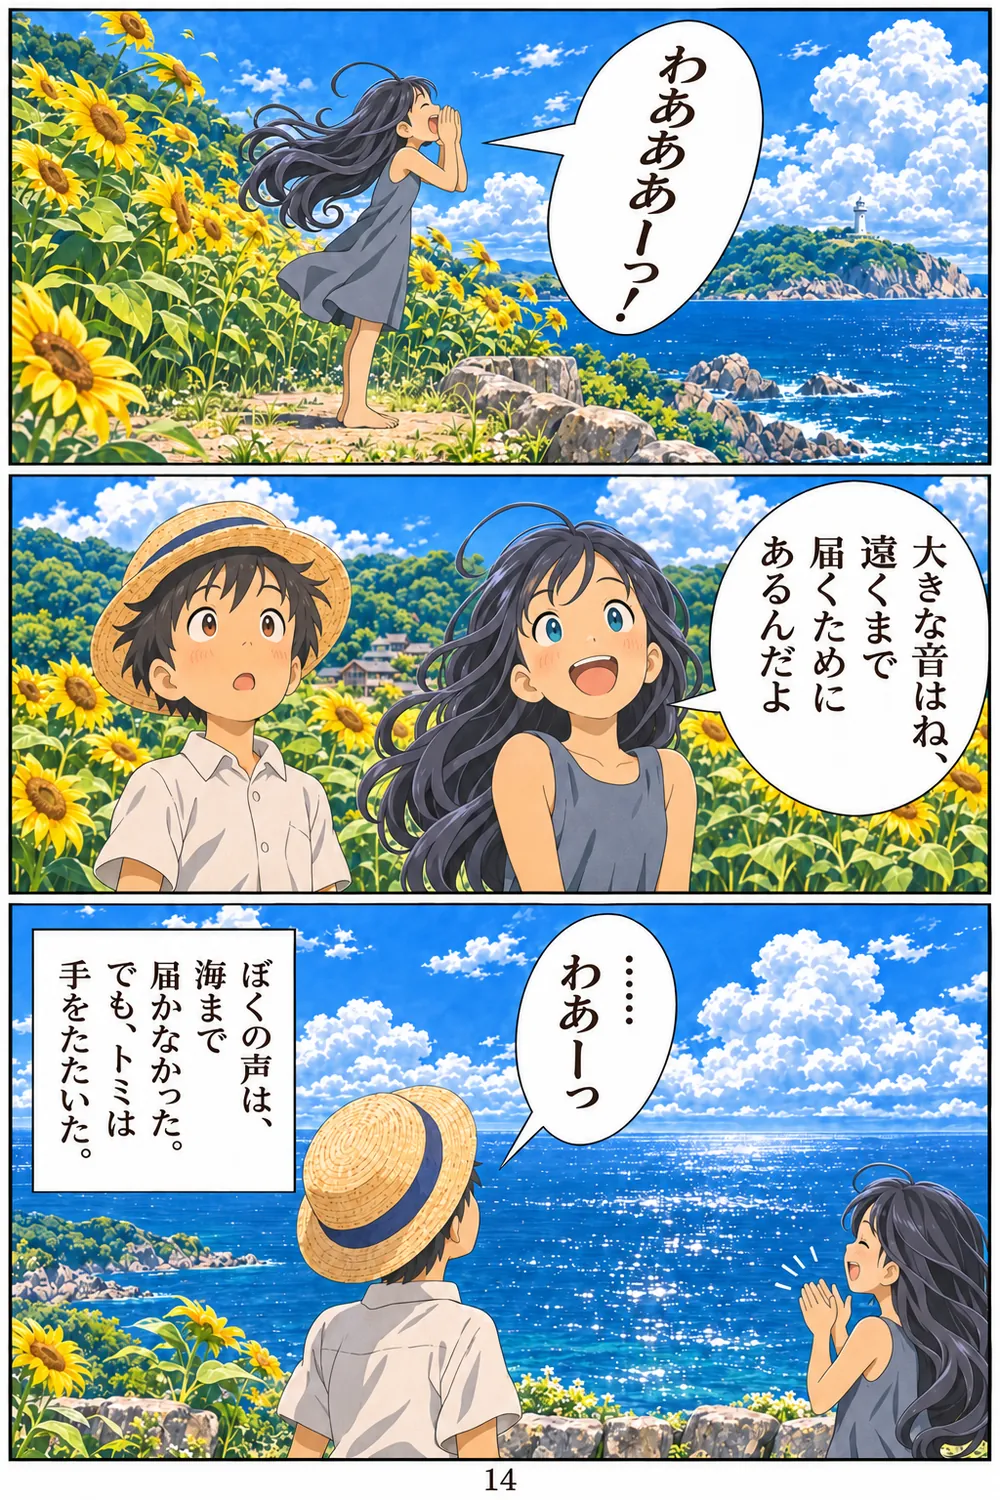 わあああーっ！
大きな音はね、
遠くまで
届くために
あるんだよ
……
わあーっ
ぼくの声は、
海まで
届かなかった。
でも、トミは
手をたたいた。
14